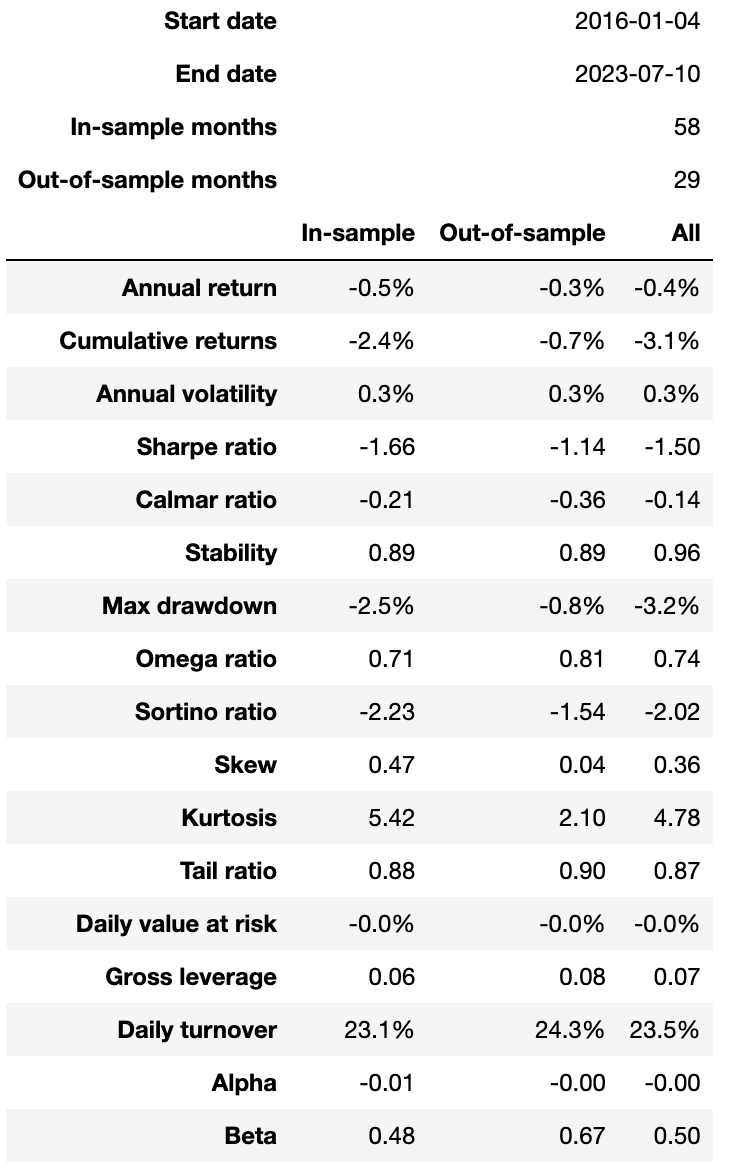 Start date 2016-01-04
End date 2023-07-10
In-sample months 58
Out-of-sample months 29
In-sample Out-of-sample All
Annual return -0.5% -0.3% -0.4%
Cumulative returns -2.4% -0.7% -3.1%
Annual volatility 0.3% 0.3% 0.3%
Sharpe ratio -1.66 -1.14 -1.50
Calmar ratio -0.21 -0.36 -0.14
Stability 0.89 0.89 0.96
Max drawdown -2.5% -0.8% -3.2%
Omega ratio 0.71 0.81 0.74
Sortino ratio -2.23 -1.54 -2.02
Skew 0.47 0.04 0.36
Kurtosis 5.42 2.10 4.78
Tail ratio 0.88 0.90 0.87
Daily value at risk -0.0% -0.0% -0.0%
Gross leverage 0.06 0.08 0.07
Daily turnover 23.1% 24.3% 23.5%
Alpha -0.01 -0.00 -0.00
Beta 0.48 0.67 0.50